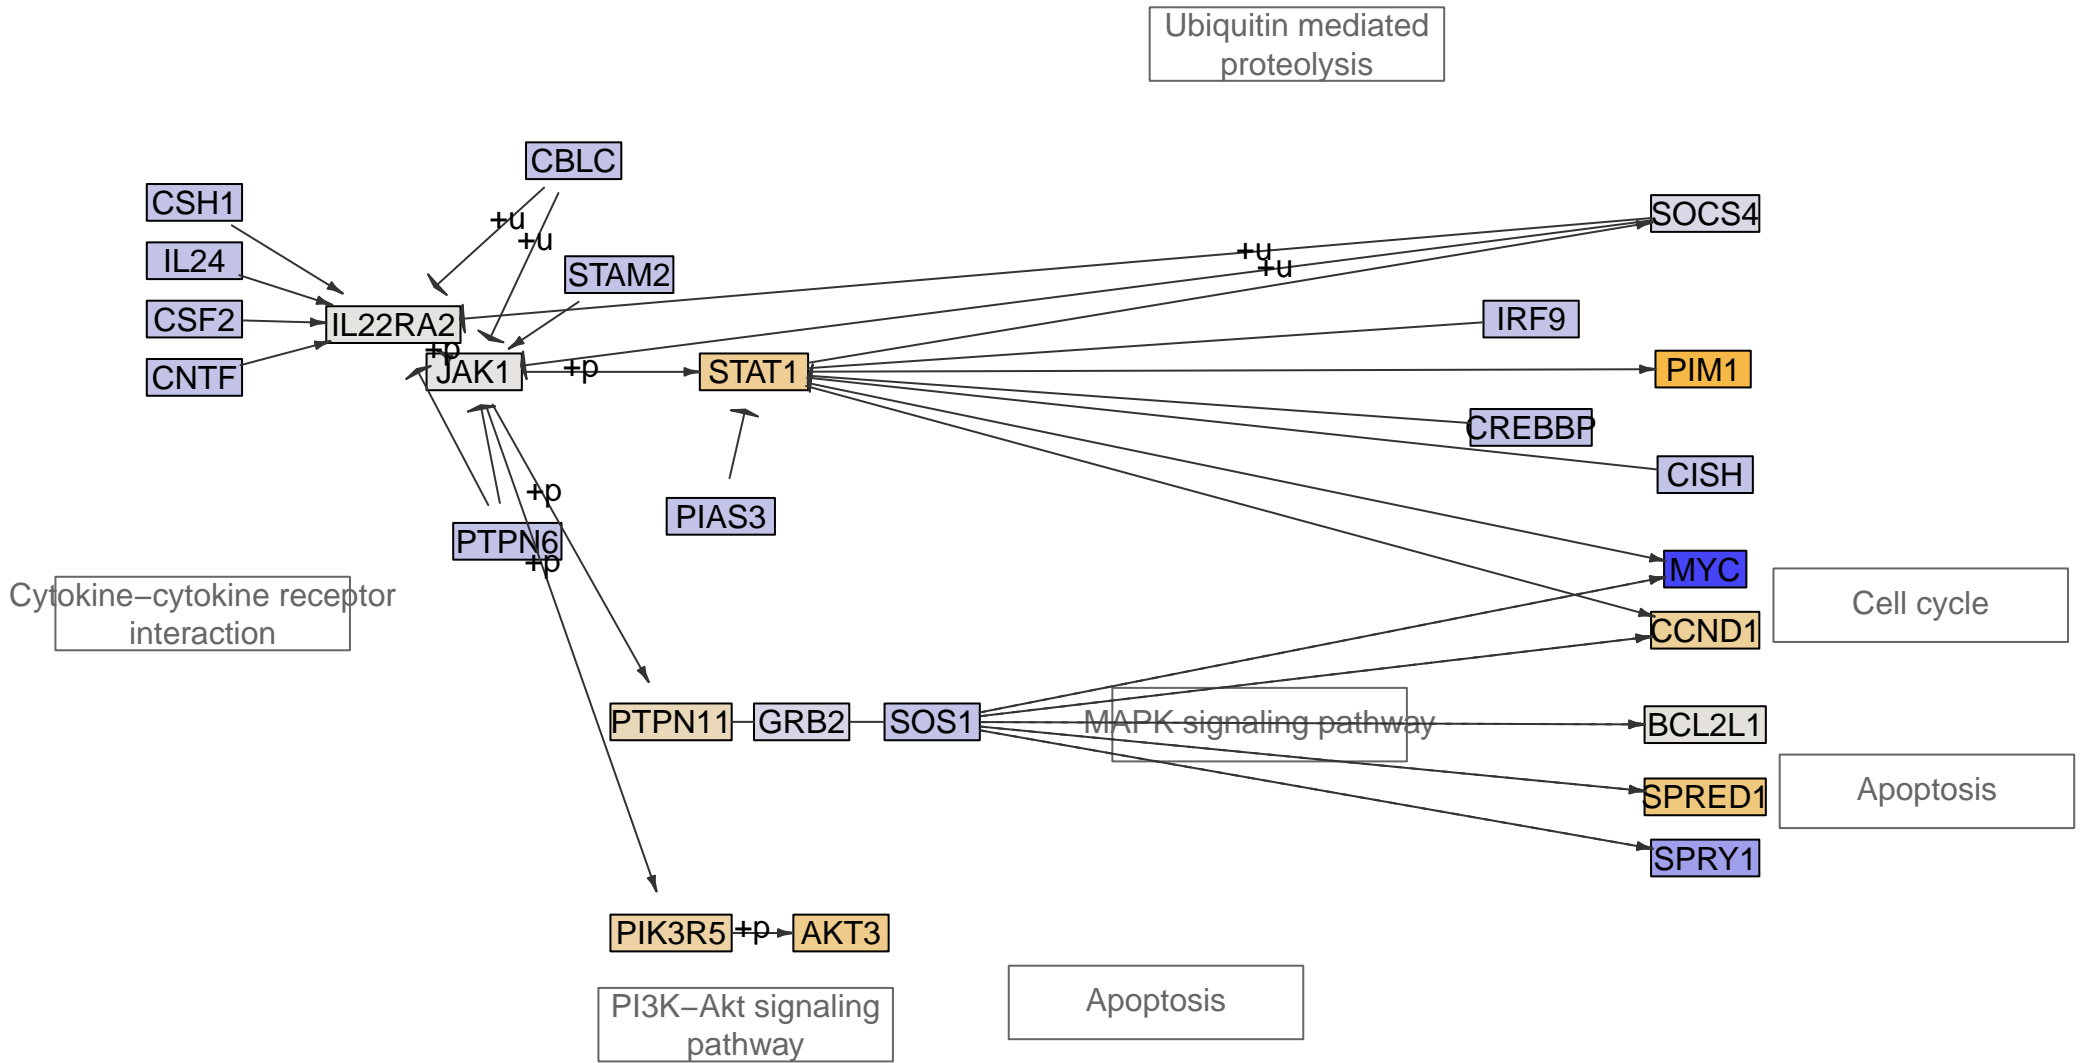 Ubiquitin mediated
proteolysis
CBLC
CSH1
SOCS4
+u
+u
+u
+u
IL24
STAM2
CSF2
IL22RA2
IRF9
+p
CNTF
JAK1
+p
STAT1
PIM1
CREBBP
CISH
+p
PIAS3
PTPN6
+p
MYC
Cytokine−cytokine receptor
interaction
Cell cycle
CCND1
PTPN11
GRB2
SOS1
MAPK signaling pathway
BCL2L1
SPRED1
Apoptosis
SPRY1
PIK3R5
+p
AKT3
PI3K−Akt signaling
pathway
Apoptosis